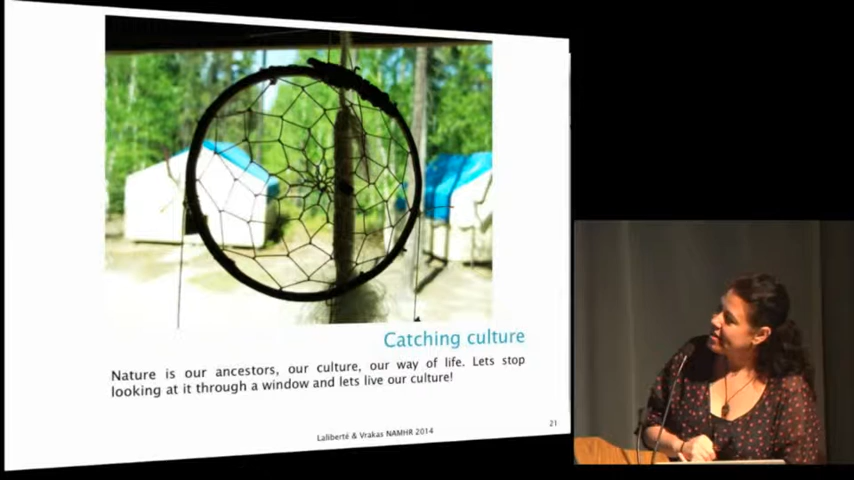 Catching culture
Nature is our ancestors, our culture, our way of life. Lets stop
looking at it through a window and lets live our culture!
Laliberté & Vrakas NAMHR 2014
21